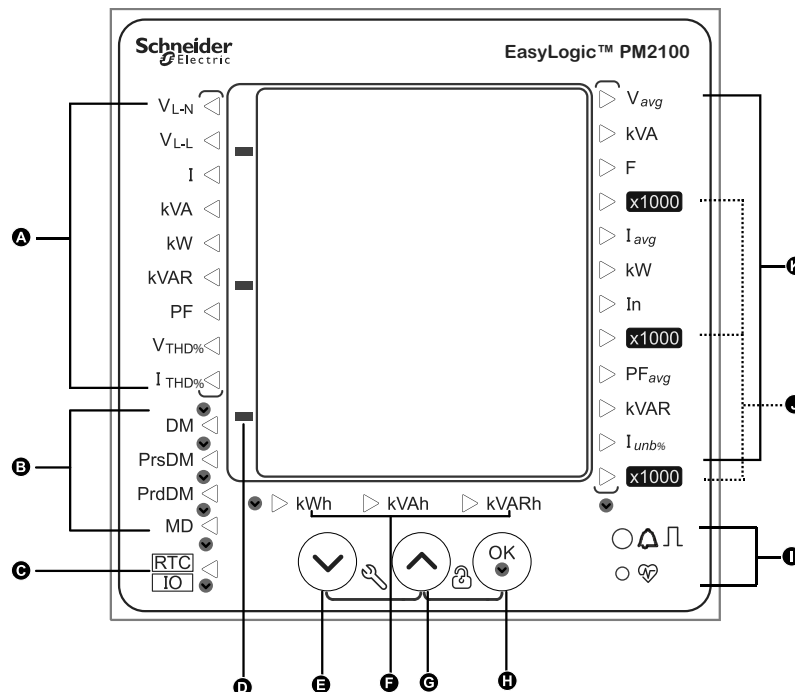 Schneider
Electric
EasyLogic™ PM2100
VL-N
VL-L
I
kVA
kW
kVAR
PF
VTHD%
I THD%
DM
PrsDM
PrdDM
MD
RTC
IO
Vavg
kVA
F
x1000
Iavg
kW
In
x1000
PFavg
kVAR
Iunb%
x1000
kWh
kVAh
kVARh
OK
A
B
C
D
E
F
G
H
I
J
K